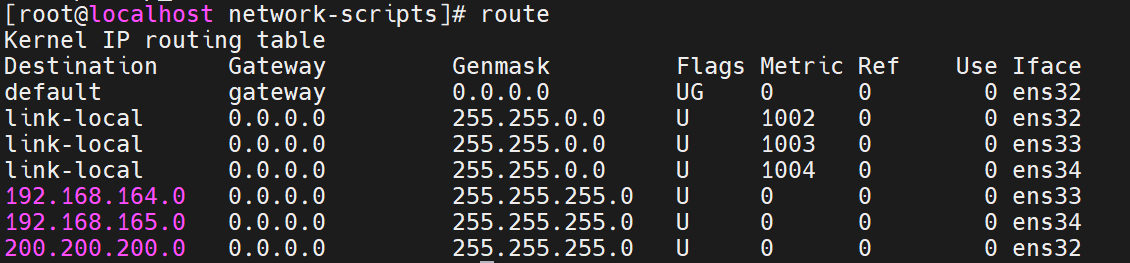 [root@localhost network-scripts]# route
Kernel IP routing table
Destination     Gateway         Genmask         Flags Metric Ref    Use Iface
default         gateway         0.0.0.0         UG    0      0        0 ens32
link-local      0.0.0.0         255.255.0.0     U     1002   0        0 ens32
link-local      0.0.0.0         255.255.0.0     U     1003   0        0 ens33
link-local      0.0.0.0         255.255.0.0     U     1004   0        0 ens34
192.168.164.0   0.0.0.0         255.255.255.0   U     0      0        0 ens33
192.168.165.0   0.0.0.0         255.255.255.0   U     0      0        0 ens34
200.200.200.0   0.0.0.0         255.255.255.0   U     0      0        0 ens32